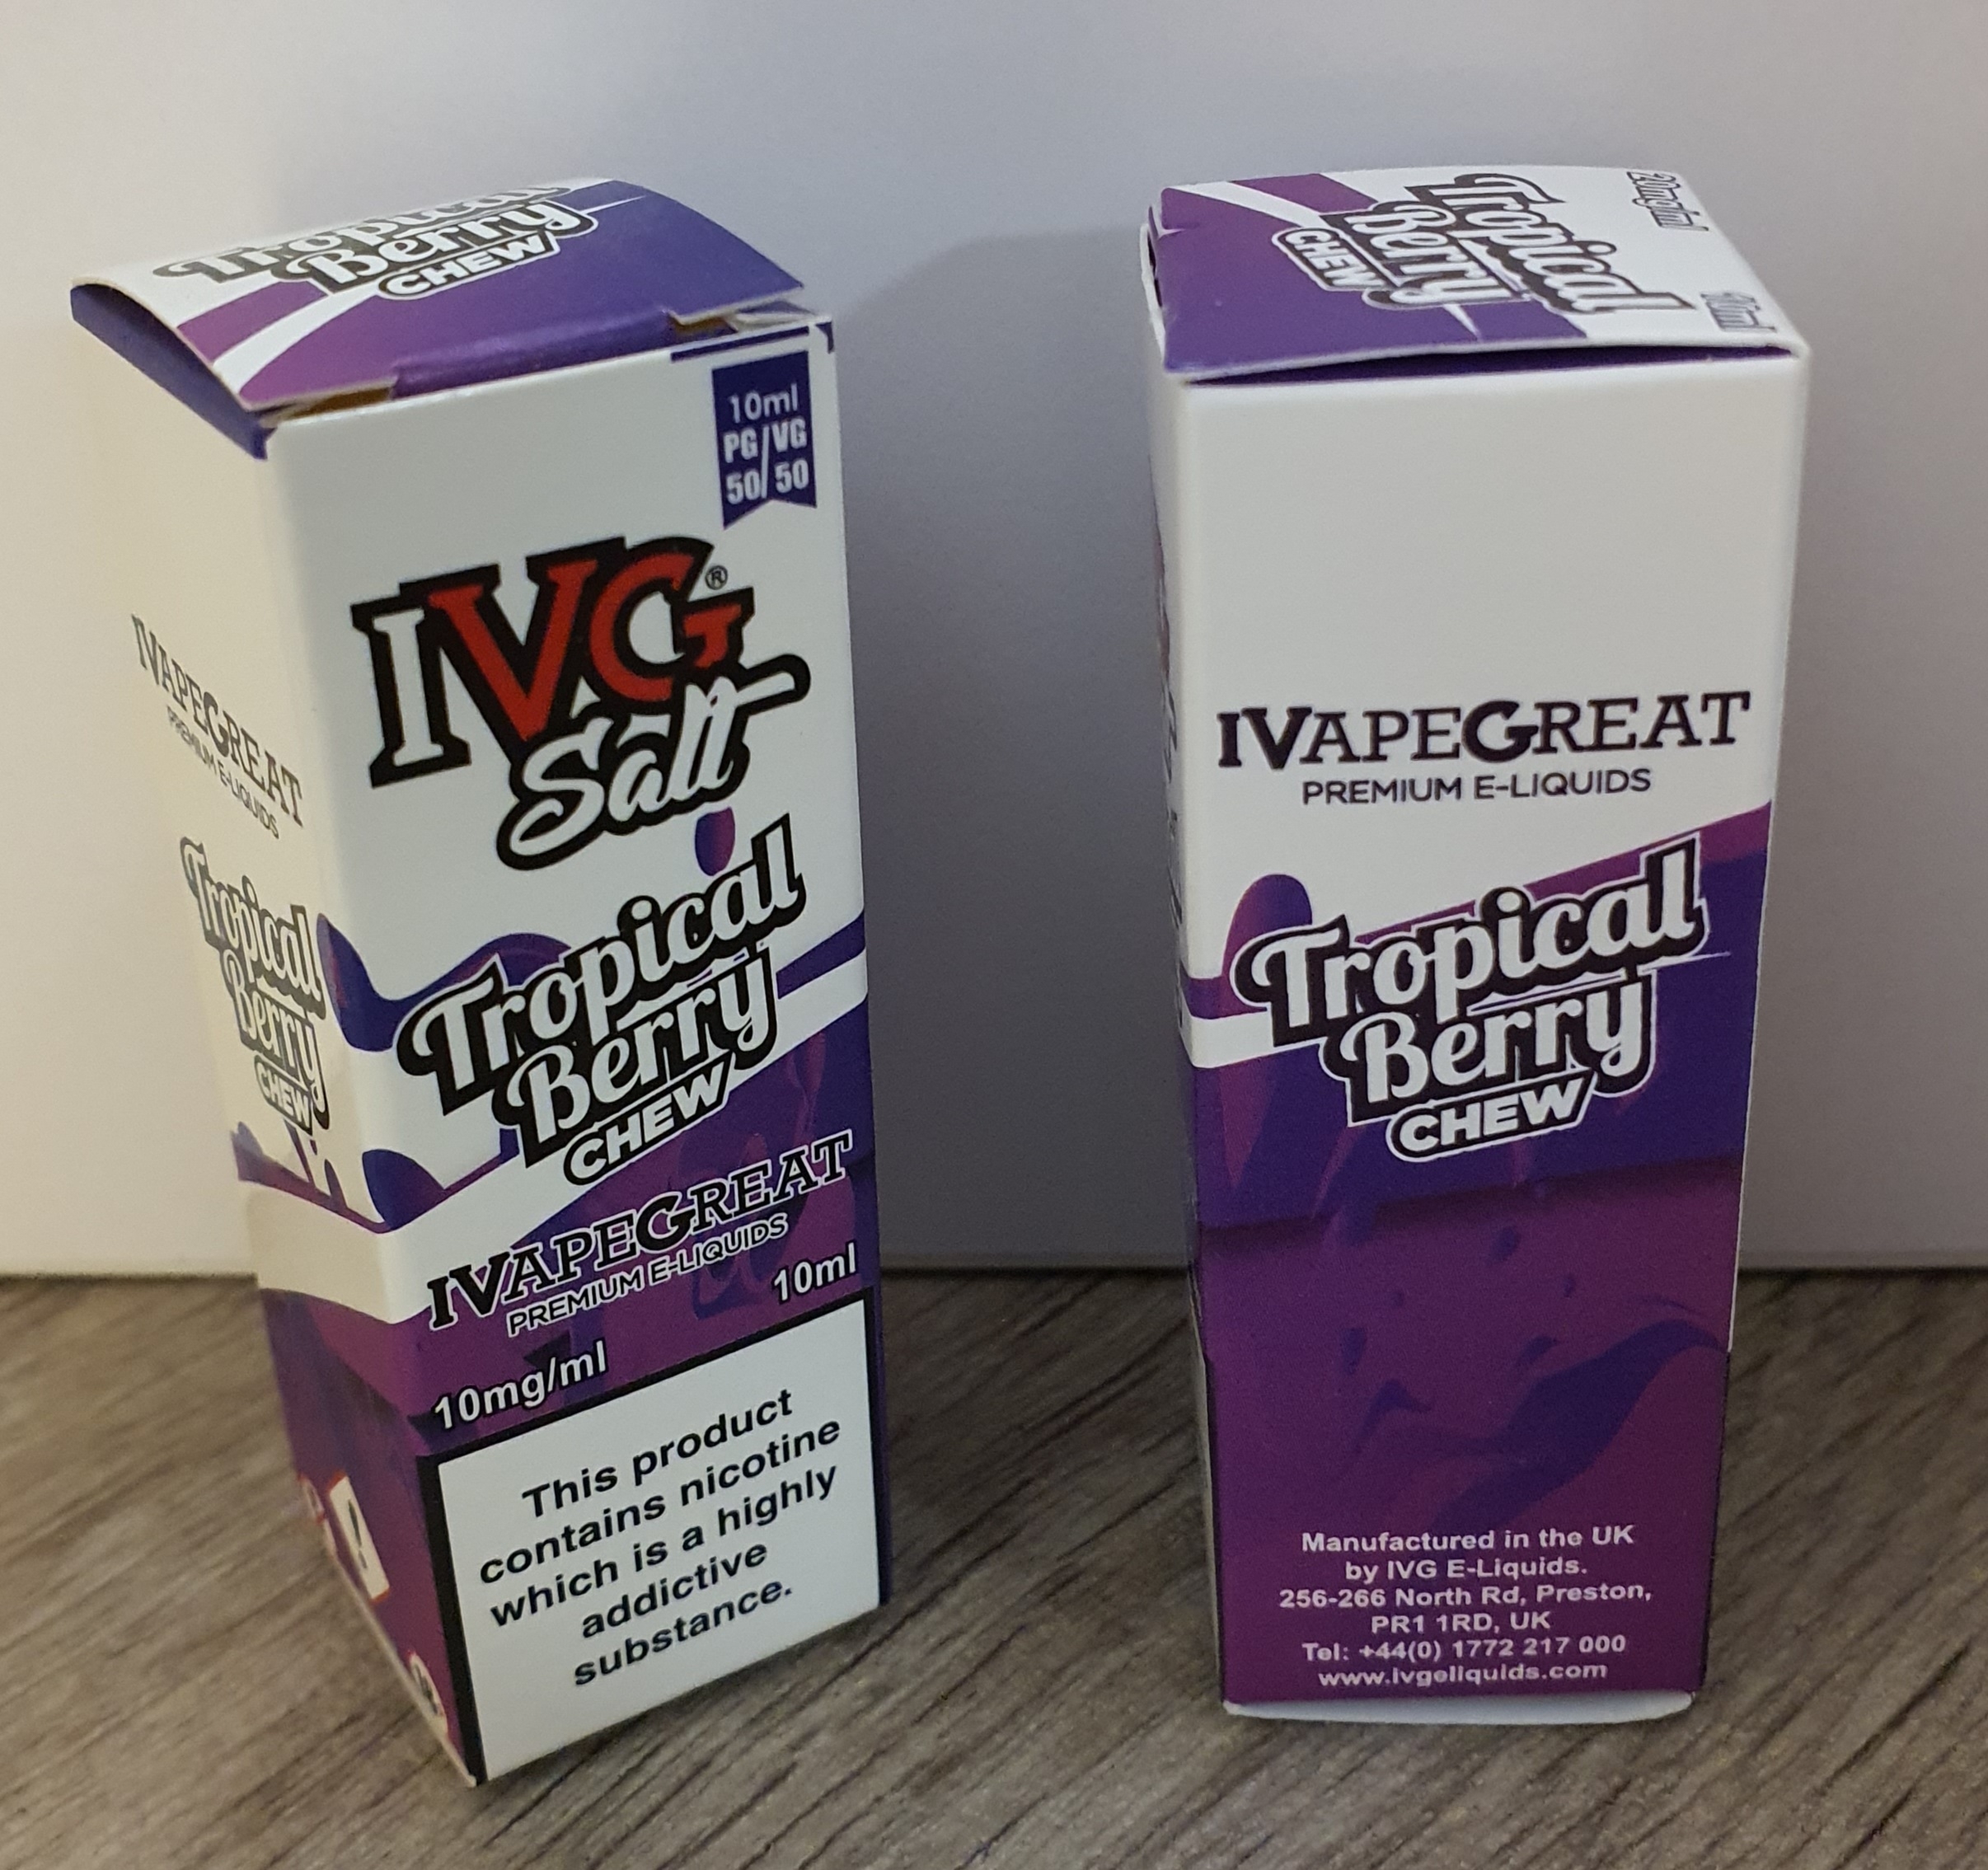 Tropical
Berry
CHEW
10ml
PG/VG
50/50
IVG®
Salt
Tropical
Berry
CHEW
IVAPEGREAT
PREMIUM E-LIQUIDS
10ml
10mg/ml
This product
contains nicotine
which is a highly
addictive
substance.
IVAPEGREAT
PREMIUM E-LIQUIDS
Tropical
Berry
CHEW
20mg/ml
10ml
Tropical
Berry
CHEW
IVAPEGREAT
PREMIUM E-LIQUIDS
Tropical
Berry
CHEW
Manufactured in the UK
by IVG E-Liquids.
256-266 North Rd, Preston,
PR1 1RD, UK
Tel: +44(0) 1772 217 000
www.ivgeliquids.com